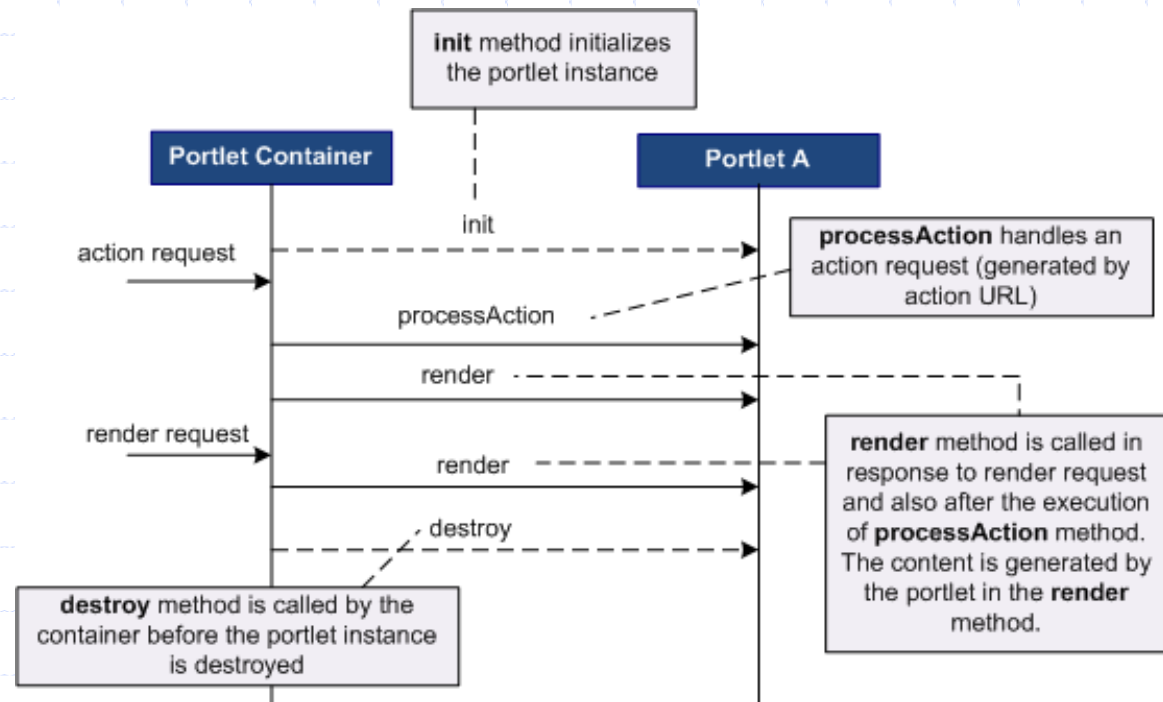 init method initializes
the portlet instance
Portlet Container
Portlet A
init
action request
processAction handles an
action request (generated by
action URL)
processAction
render
render request
render
render method is called in
response to render request
and also after the execution
of processAction method.
The content is generated by
the portlet in the render
method.
destroy
destroy method is called by the
container before the portlet instance
is destroyed